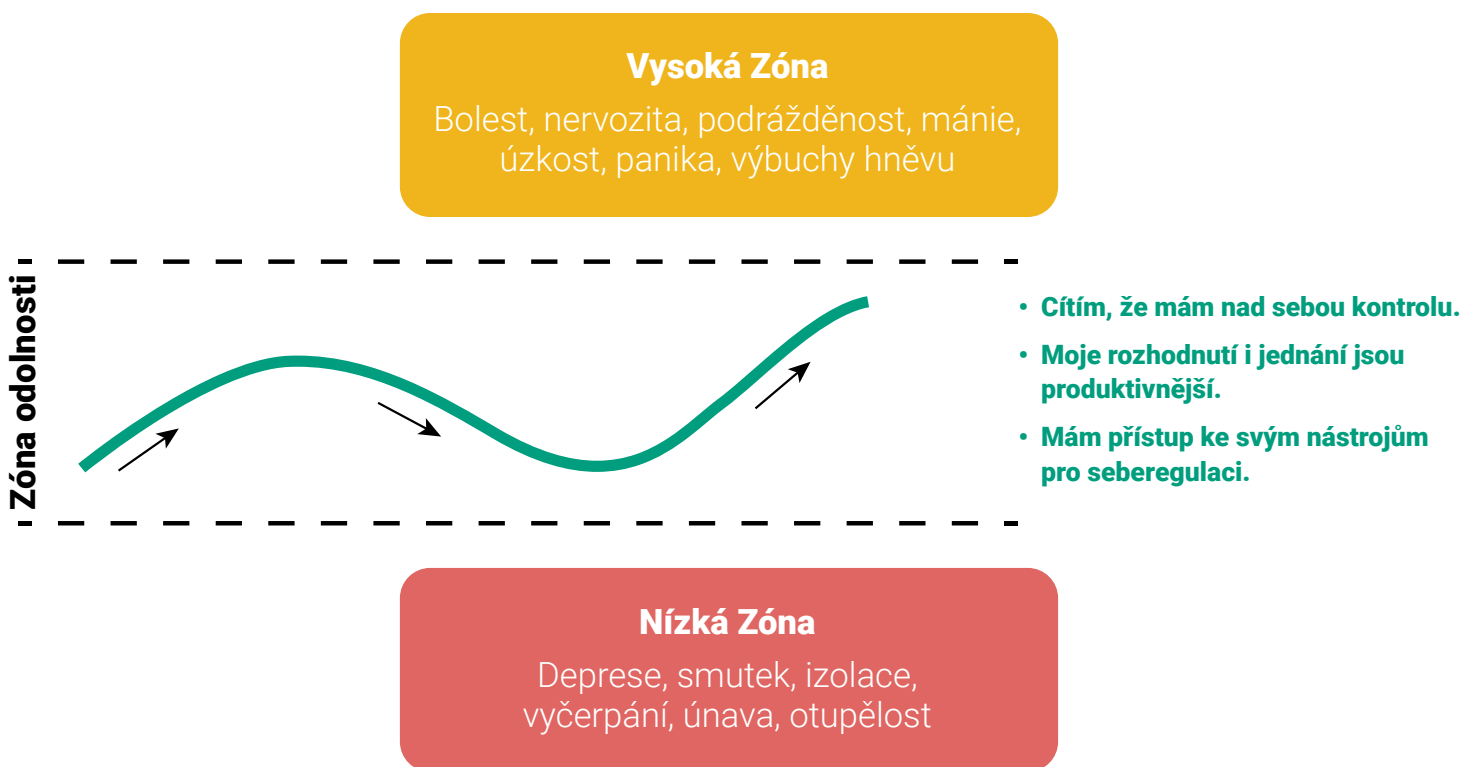 Vysoká Zóna
Bolest, nervozita, podrážděnost, mánie,
úzkost, panika, výbuchy hněvu
Zóna odolnosti
• Cítím, že mám nad sebou kontrolu.
• Moje rozhodnutí i jednání jsou
produktivnější.
• Mám přístup ke svým nástrojům
pro seberegulaci.
Nízká Zóna
Deprese, smutek, izolace,
vyčerpání, únava, otupělost